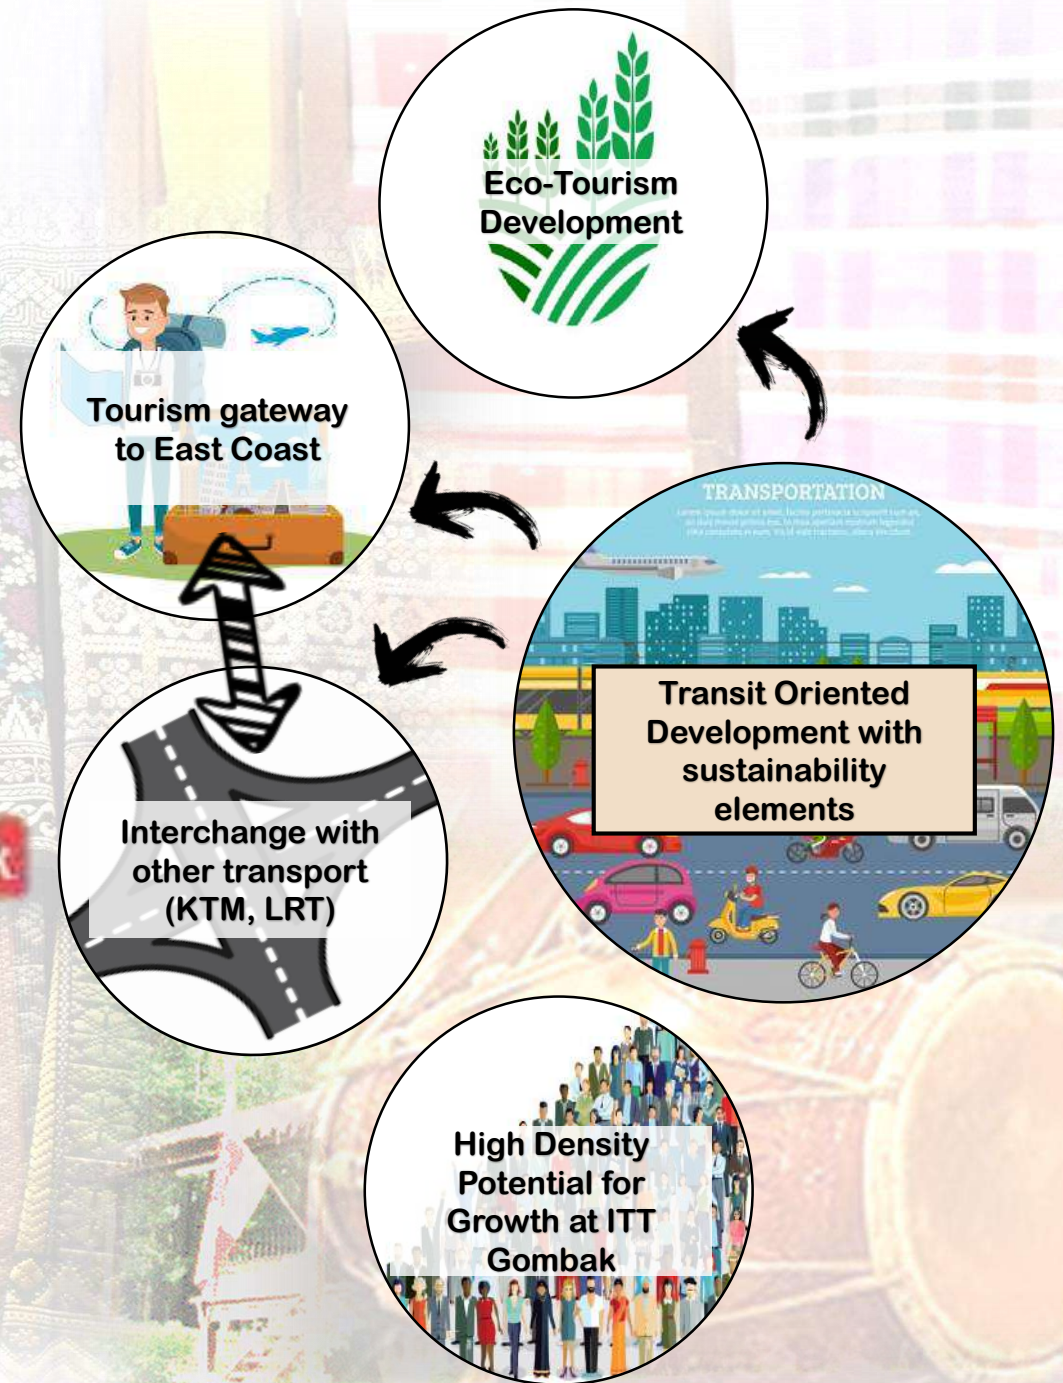 Eco-Tourism
Development
Tourism gateway
to East Coast
TRANSPORTATION
Transit Oriented
Development with
sustainability
elements
Interchange with
other transport
(KTM, LRT)
High Density
Potential for
Growth at ITT
Gombak